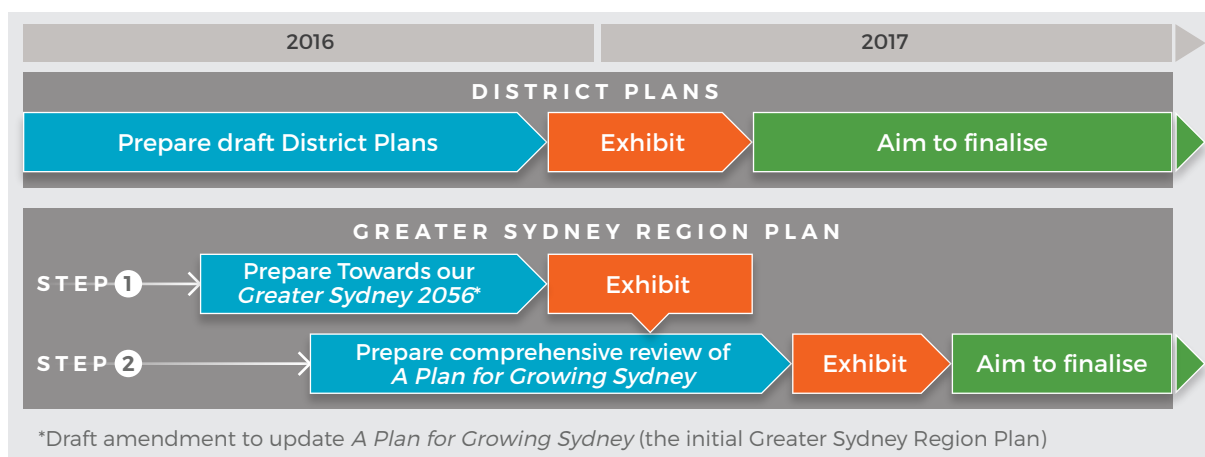 2016
2017
DISTRICT PLANS
Prepare draft District Plans
Exhibit
Aim to finalise
GREATER SYDNEY REGION PLAN
STEP 1
Prepare Towards our
Greater Sydney 2056*
Exhibit
STEP 2
Prepare comprehensive review of
A Plan for Growing Sydney
Exhibit
Aim to finalise
*Draft amendment to update A Plan for Growing Sydney (the initial Greater Sydney Region Plan)